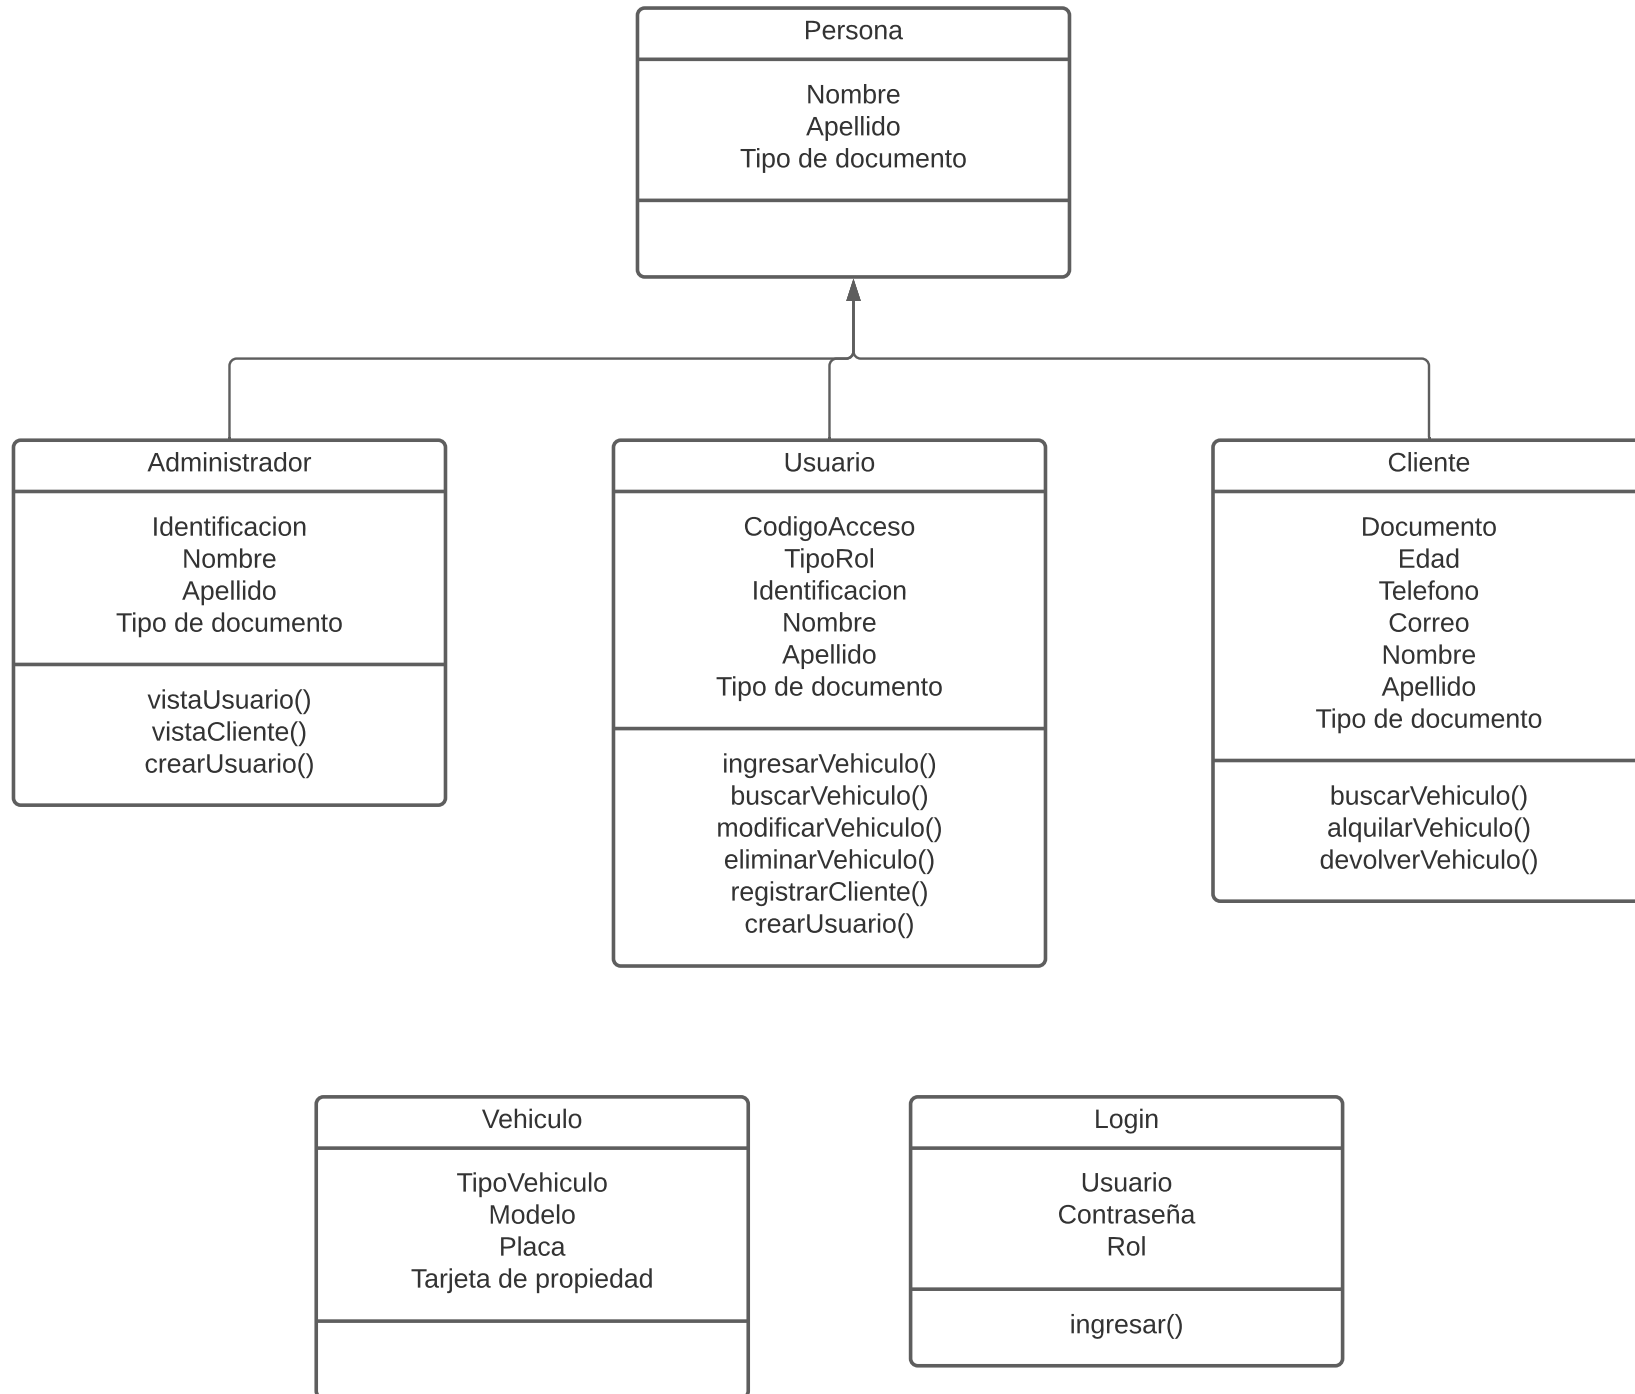 Persona
Nombre
Apellido
Tipo de documento
Administrador
Identificacion
Nombre
Apellido
Tipo de documento
vistaUsuario()
vistaCliente()
crearUsuario()
Usuario
CodigoAcceso
TipoRol
Identificacion
Nombre
Apellido
Tipo de documento
ingresarVehiculo()
buscarVehiculo()
modificarVehiculo()
eliminarVehiculo()
registrarCliente()
crearUsuario()
Cliente
Documento
Edad
Telefono
Correo
Nombre
Apellido
Tipo de documento
buscarVehiculo()
alquilarVehiculo()
devolverVehiculo()
Vehiculo
TipoVehiculo
Modelo
Placa
Tarjeta de propiedad
Login
Usuario
Contraseña
Rol
ingresar()